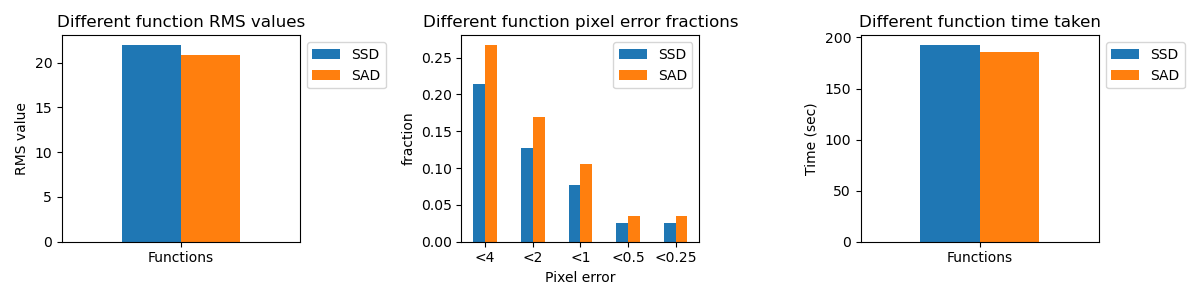 Different function RMS values
RMS value
20
15
10
5
0
Functions
SSD
SAD
Different function pixel error fractions
fraction
0.25
0.20
0.15
0.10
0.05
0.00
<4 <2 <1 <0.5 <0.25
Pixel error
SSD
SAD
Different function time taken
Time (sec)
200
150
100
50
0
Functions
SSD
SAD